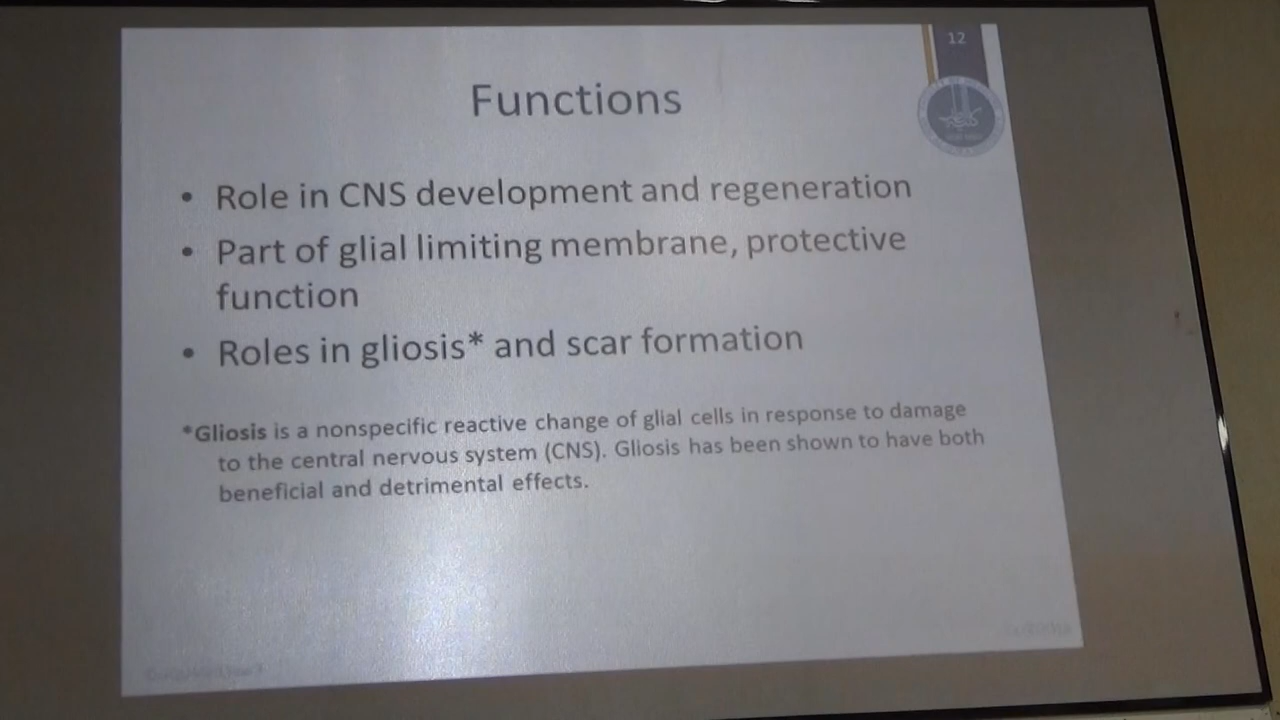 12
Functions
• Role in CNS development and regeneration
• Part of glial limiting membrane, protective
function
• Roles in gliosis* and scar formation
*Gliosis is a nonspecific reactive change of glial cells in response to damage
to the central nervous system (CNS). Gliosis has been shown to have both
beneficial and detrimental effects.